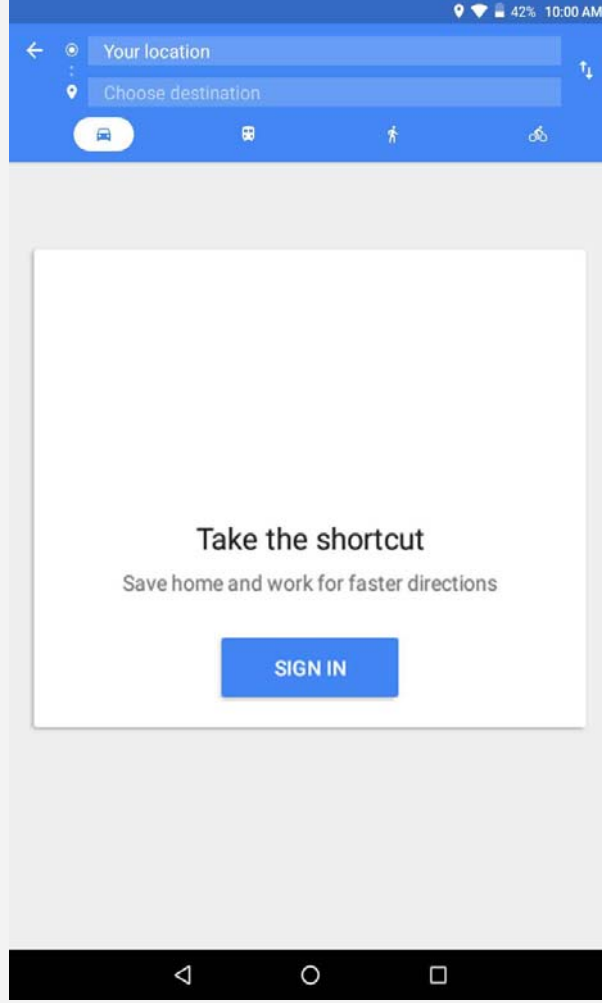 42% 10:00 AM
Your location
Choose destination
Take the shortcut
Save home and work for faster directions
SIGN IN